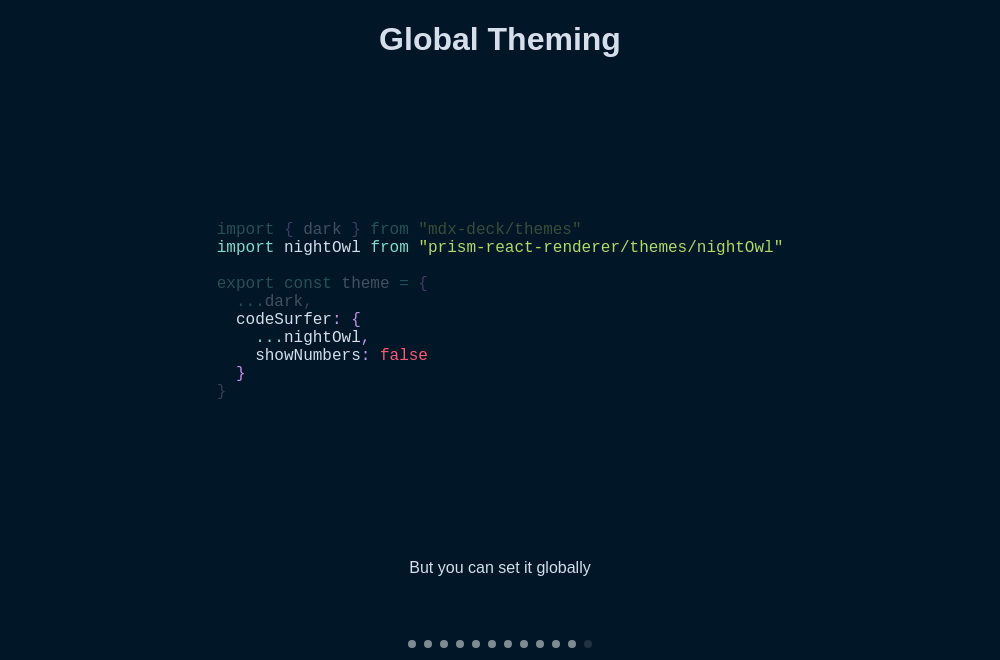 Global Theming
import { dark } from "mdx-deck/themes"
import nightOwl from "prism-react-renderer/themes/nightOwl"
export const theme = {
  ...dark,
  codeSurfer: {
    ...nightOwl,
    showNumbers: false
  }
}
But you can set it globally